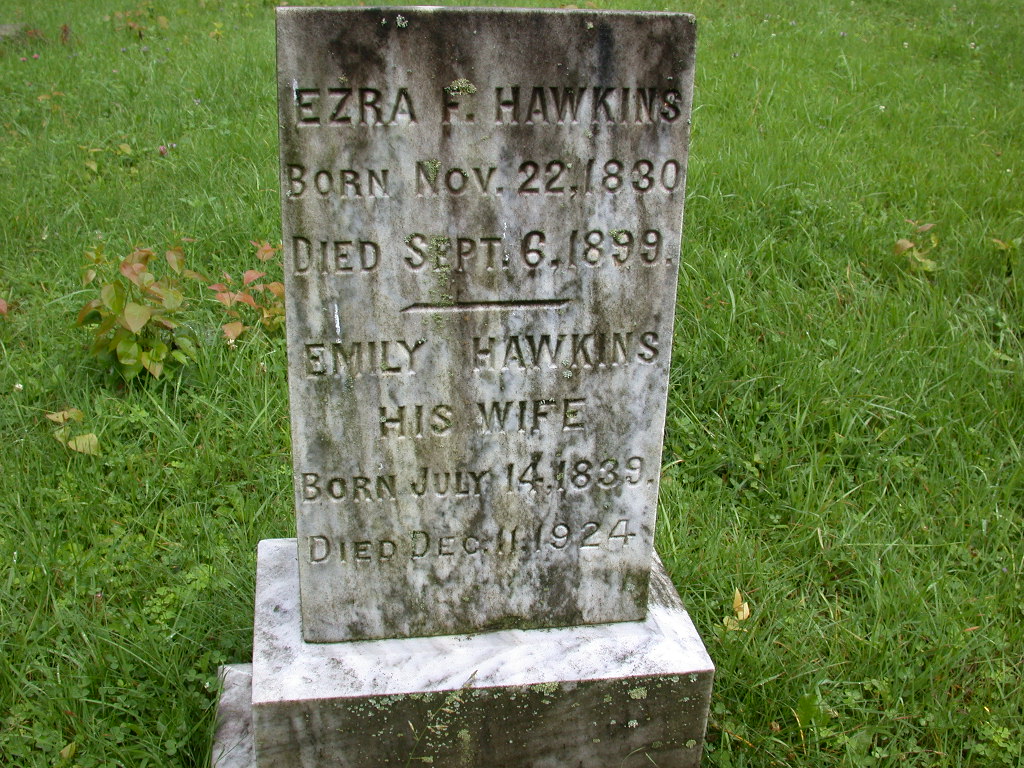 EZRA F. HAWKINS
BORN NOV. 22, 1830
DIED SEPT. 6, 1899.
EMILY HAWKINS
HIS WIFE
BORN JULY 14, 1839.
DIED DEC. 11, 1924